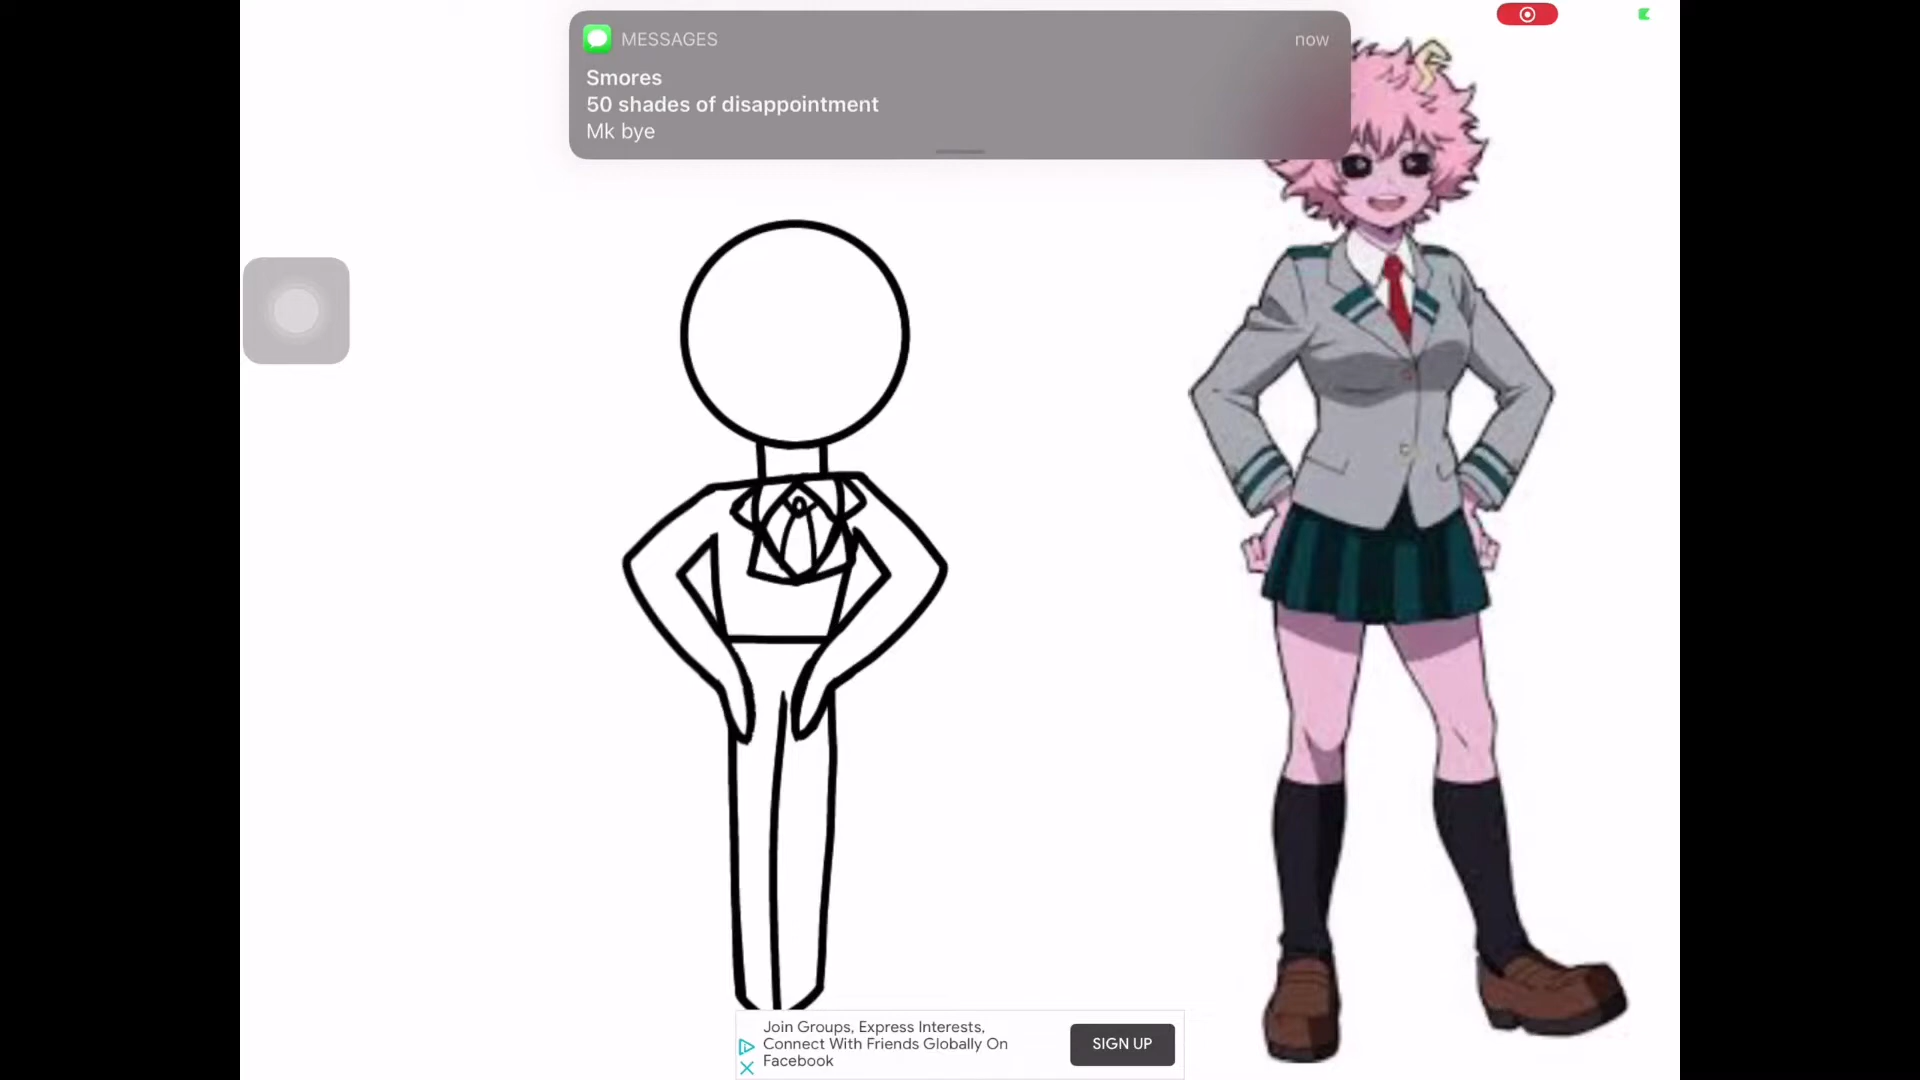 MESSAGES now
Smores
50 shades of disappointment
Mk bye
Join Groups, Express Interests,
Connect With Friends Globally On
Facebook
SIGN UP